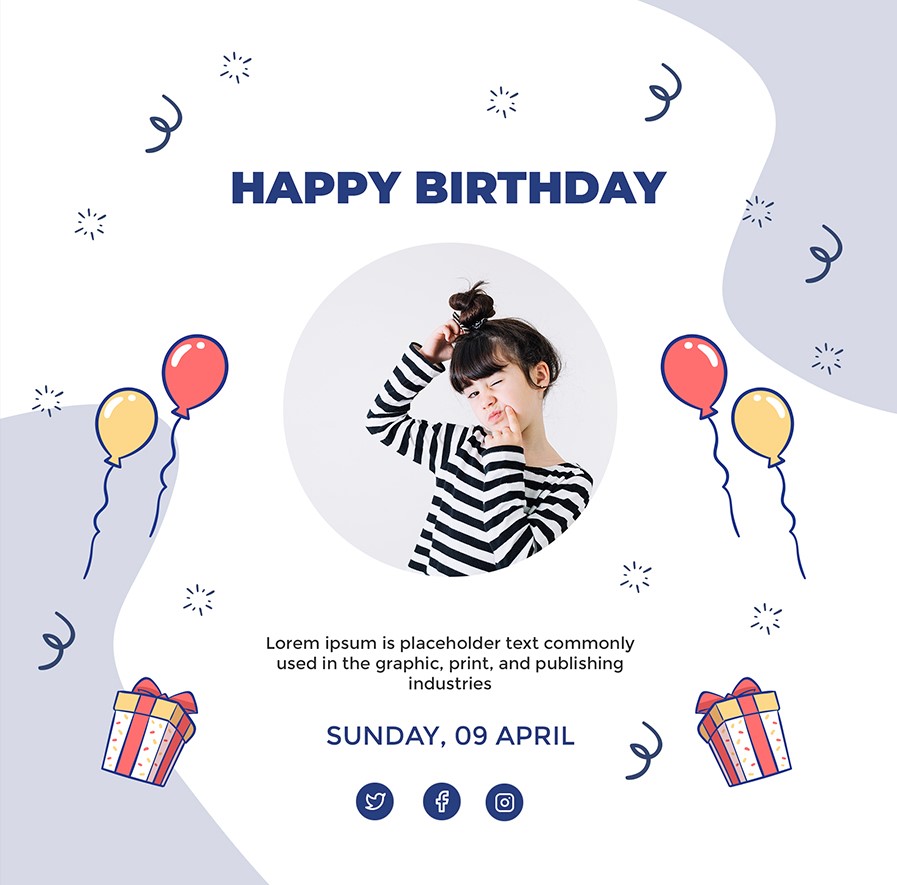 HAPPY BIRTHDAY
Lorem ipsum is placeholder text commonly
used in the graphic, print, and publishing
industries
SUNDAY, 09 APRIL